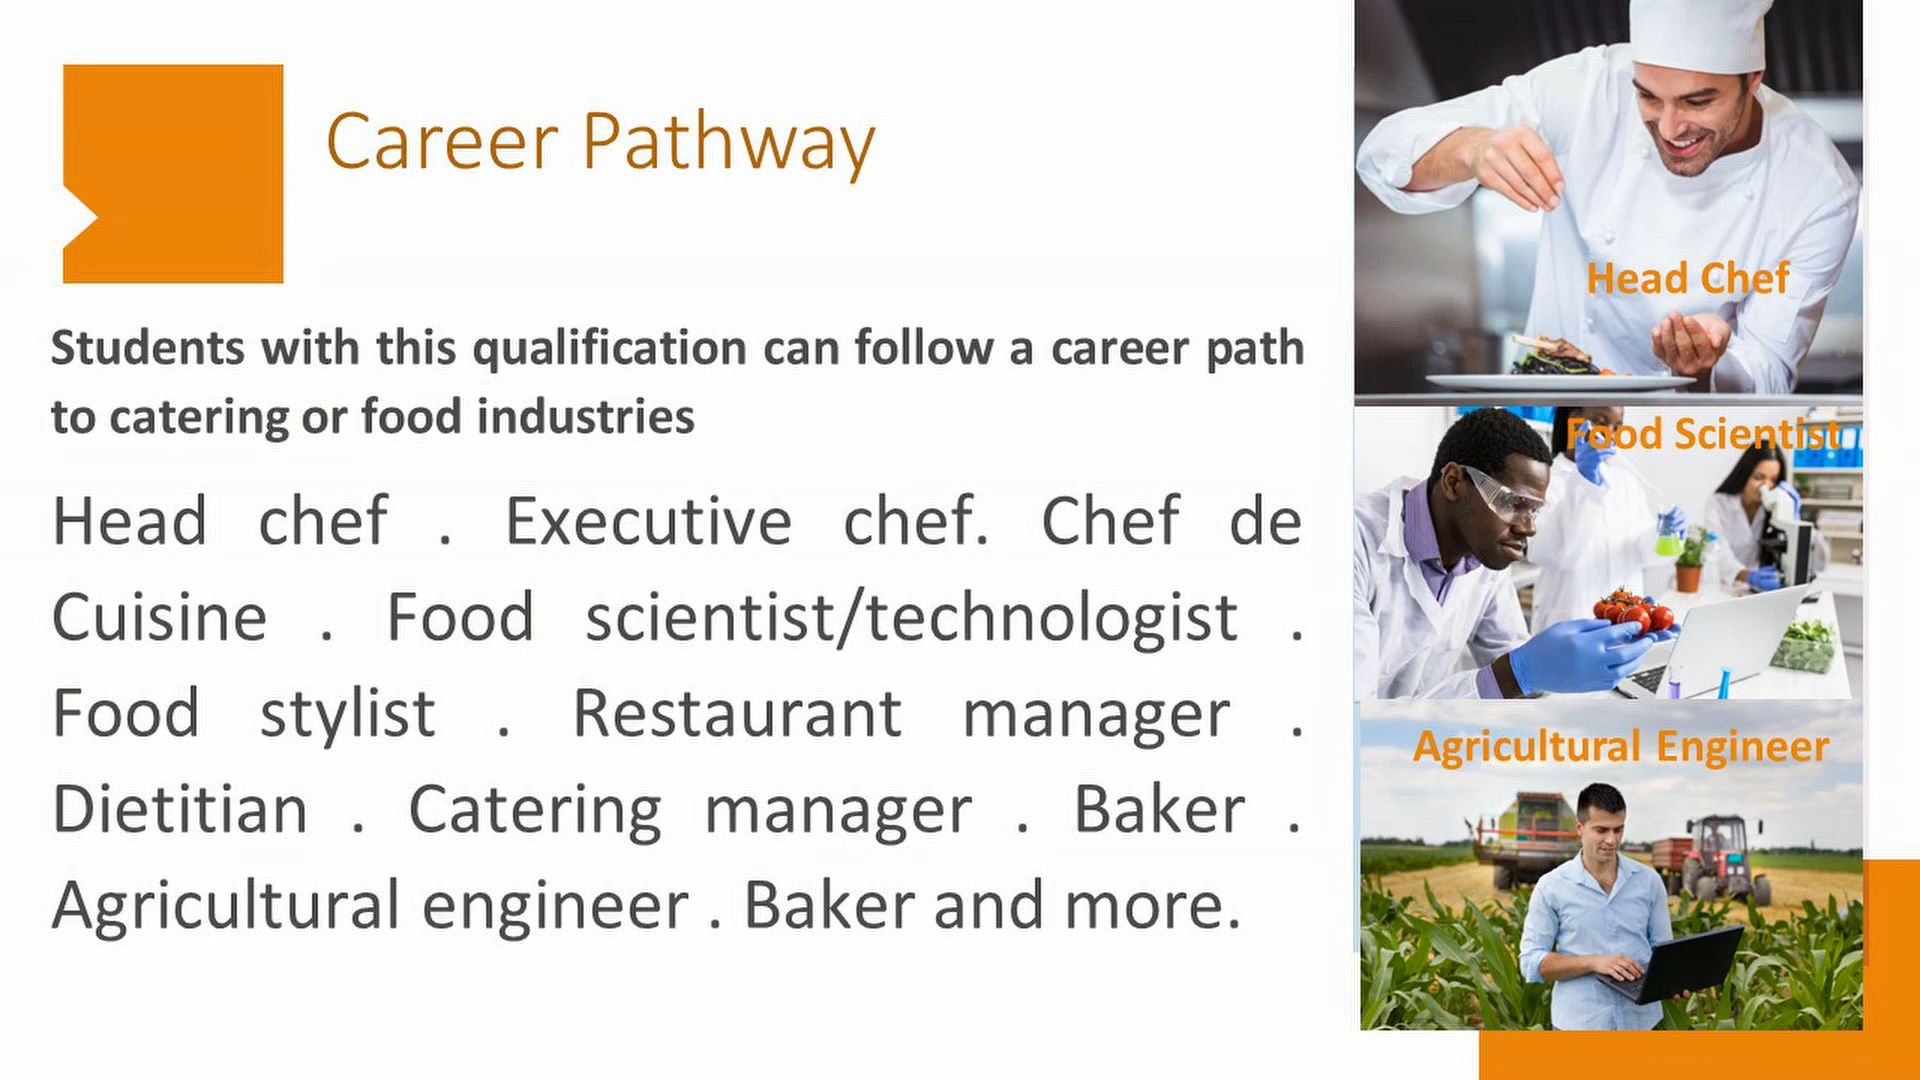 Career Pathway
Students with this qualification can follow a career path
to catering or food industries
Head chef . Executive chef. Chef de
Cuisine . Food scientist/technologist .
Food stylist . Restaurant manager .
Dietitian . Catering manager . Baker .
Agricultural engineer . Baker and more.
Head Chef
Food Scientist
Agricultural Engineer